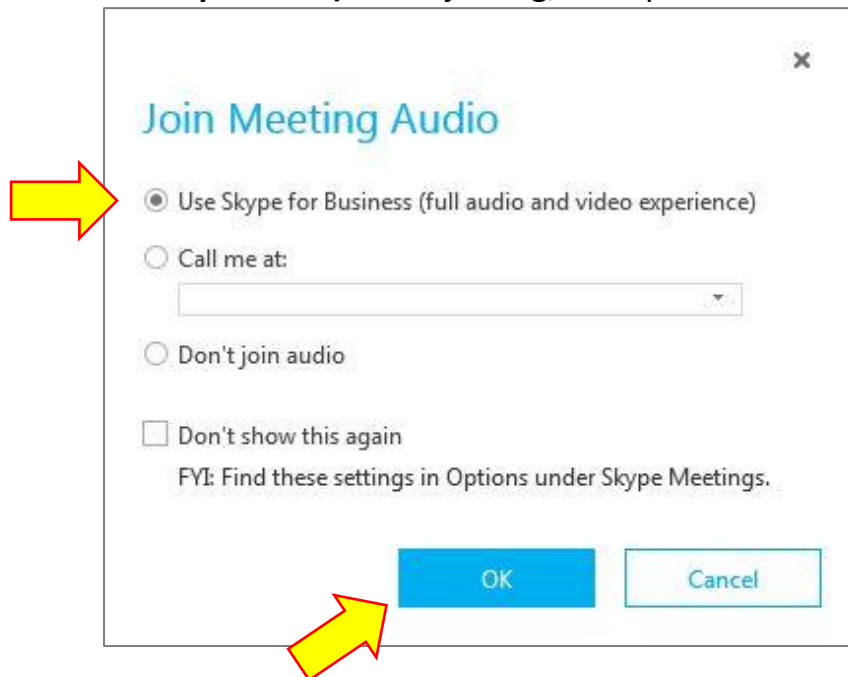 Join Meeting Audio
Use Skype for Business (full audio and video experience)
Call me at:
Don't join audio
Don't show this again
FYI: Find these settings in Options under Skype Meetings.
OK Cancel